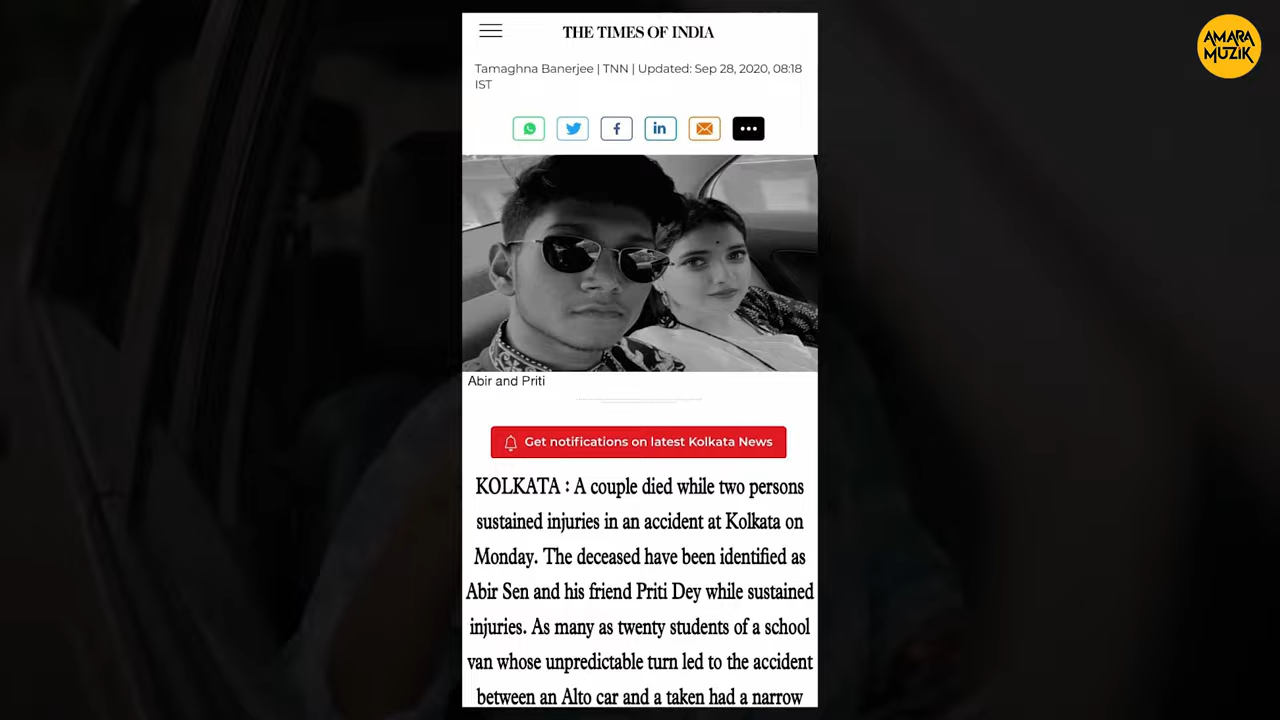 THE TIMES OF INDIA
AMARA
MUZIK
Tamaghna Banerjee | TNN | Updated: Sep 28, 2020, 08:18
IST
Abir and Priti
Get notifications on latest Kolkata News
KOLKATA : A couple died while two persons
sustained injuries in an accident at Kolkata on
Monday. The deceased have been identified as
Abir Sen and his friend Priti Dey while sustained
injuries. As many as twenty students of a school
van whose unpredictable turn led to the accident
between an Alto car and a taken had a narrow